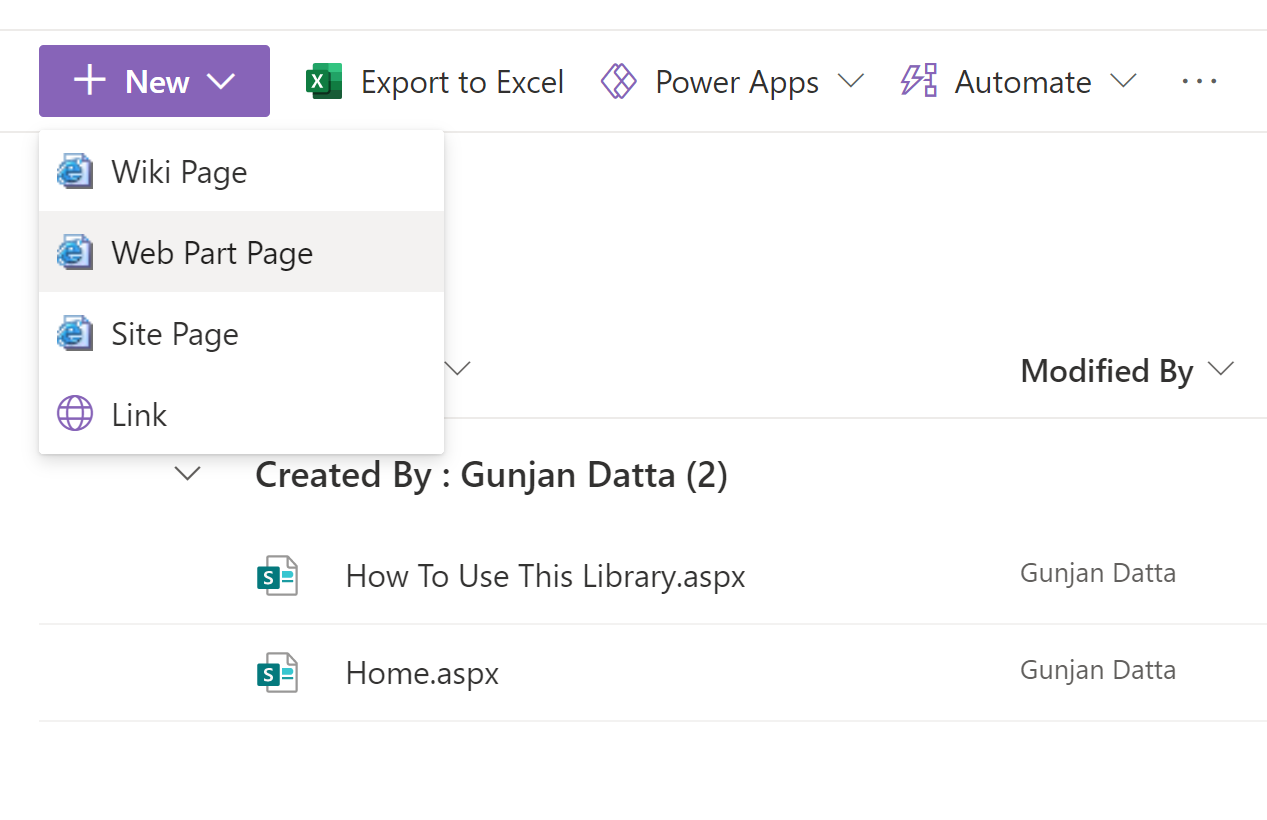 New
Export to Excel
Power Apps
Automate
Wiki Page
Web Part Page
Site Page
Link
Modified By
Created By : Gunjan Datta (2)
How To Use This Library.aspx
Gunjan Datta
Home.aspx
Gunjan Datta